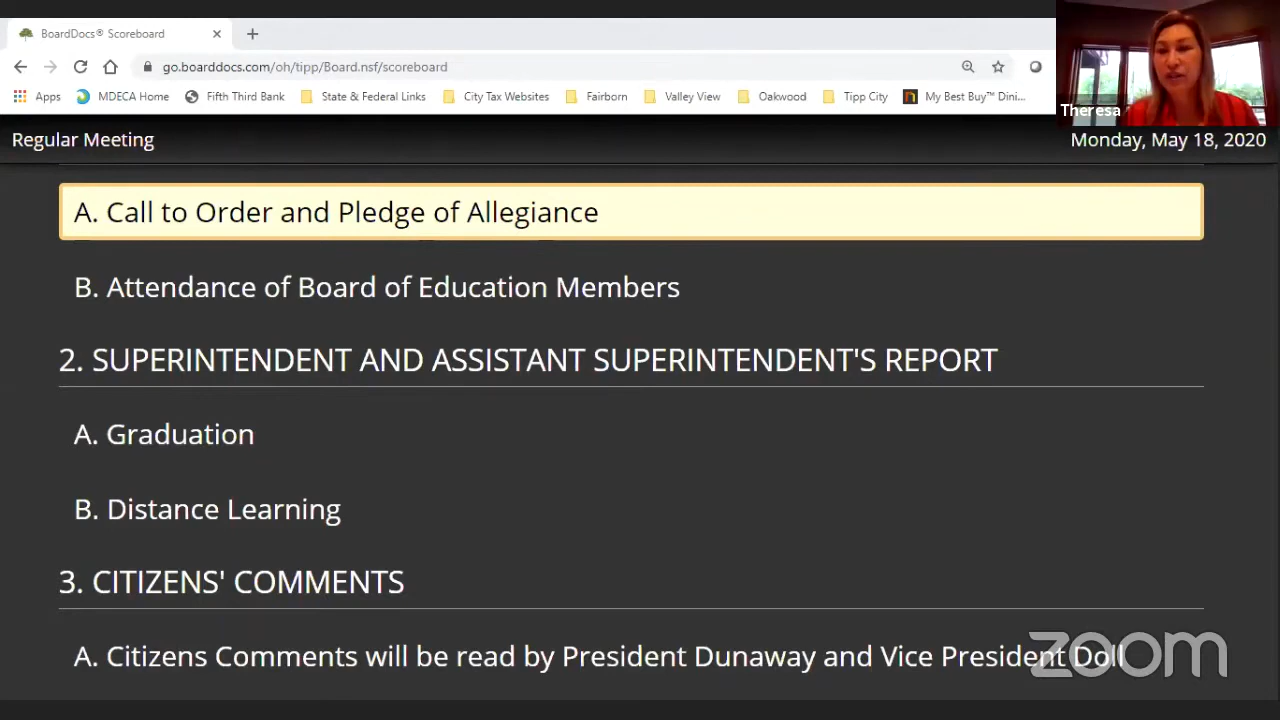 BoardDocs® Scoreboard
go.boarddocs.com/oh/tipp/Board.nsf/scoreboard
Apps MDECA Home Fifth Third Bank State & Federal Links City Tax Websites Fairborn Valley View Oakwood Tipp City My Best Buy™ Dini...
Theresa
Regular Meeting
Monday, May 18, 2020
A. Call to Order and Pledge of Allegiance
B. Attendance of Board of Education Members
2. SUPERINTENDENT AND ASSISTANT SUPERINTENDENT'S REPORT
A. Graduation
B. Distance Learning
3. CITIZENS' COMMENTS
A. Citizens Comments will be read by President Dunaway and Vice President Doll
zoom